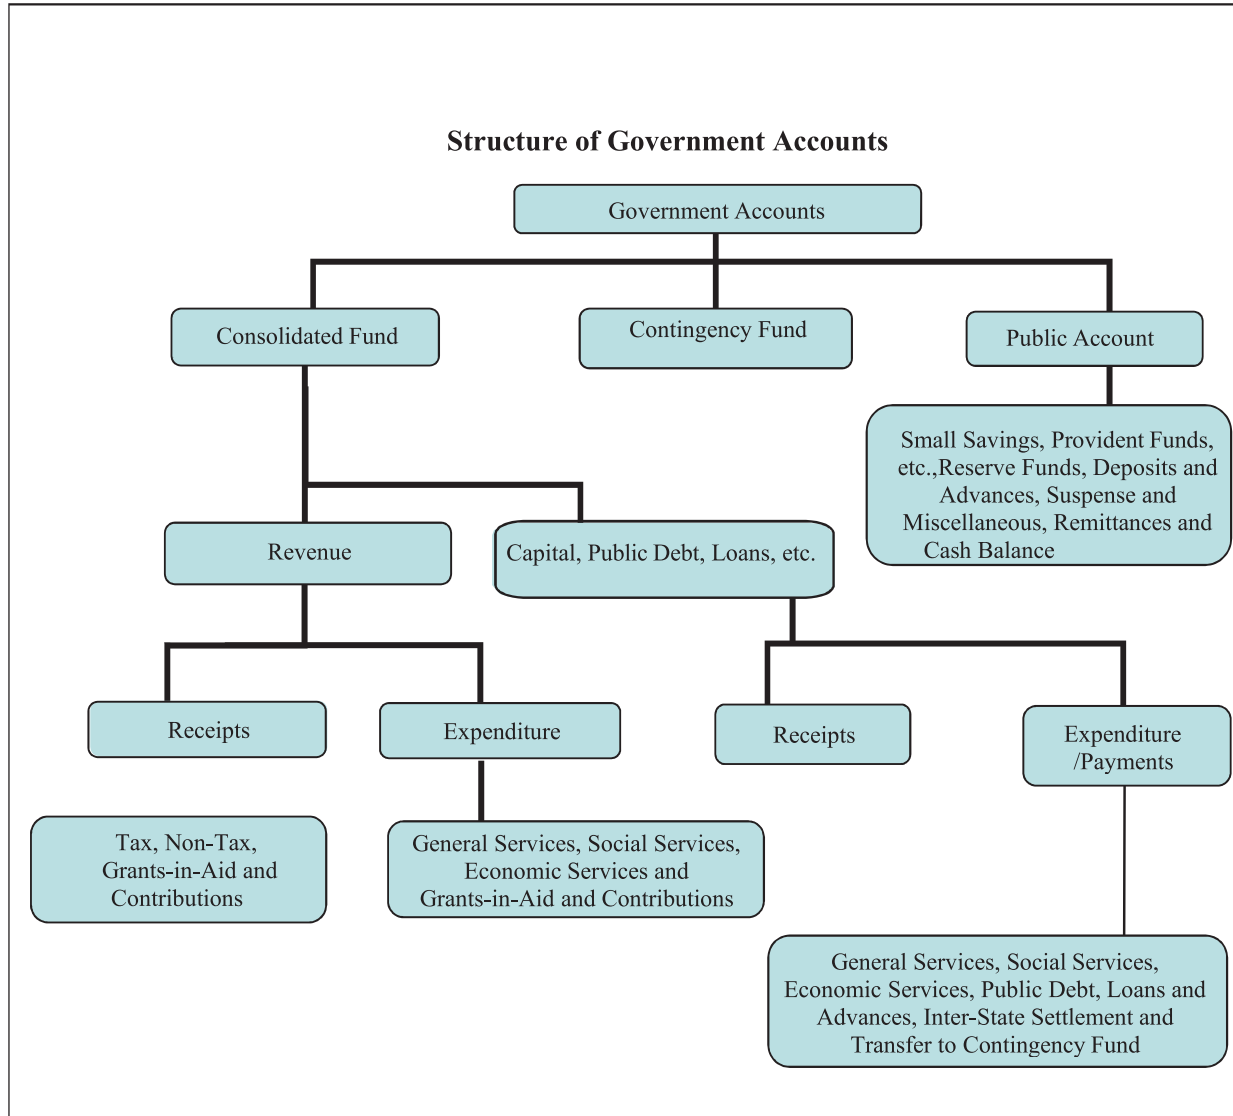 Structure of Government Accounts
Government Accounts
Consolidated Fund
Contingency Fund
Public Account
Small Savings, Provident Funds,
etc.,Reserve Funds, Deposits and
Advances, Suspense and
Miscellaneous, Remittances and
Cash Balance
Revenue
Capital, Public Debt, Loans, etc.
Receipts
Expenditure
Receipts
Expenditure
/Payments
Tax, Non-Tax,
Grants-in-Aid and
Contributions
General Services, Social Services,
Economic Services and
Grants-in-Aid and Contributions
General Services, Social Services,
Economic Services, Public Debt, Loans and
Advances, Inter-State Settlement and
Transfer to Contingency Fund